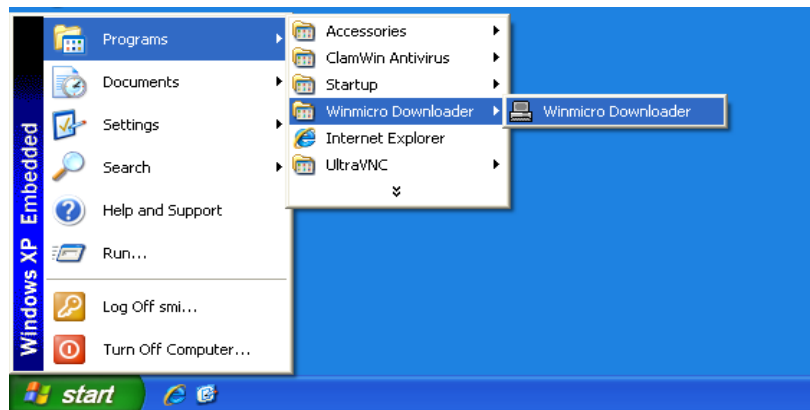 Windows XP Embedded
Programs
Documents
Settings
Search
Help and Support
Run...
Log Off smi...
Turn Off Computer...
Accessories
ClamWin Antivirus
Startup
Winmicro Downloader
Internet Explorer
UltraVNC
Winmicro Downloader
start